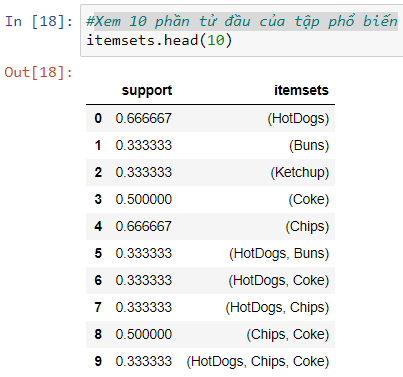 In [18]: #Xem 10 phần tử đầu của tập phổ biến
itemsets.head(10)
Out[18]:
support itemsets
0 0.666667 (HotDogs)
1 0.333333 (Buns)
2 0.333333 (Ketchup)
3 0.500000 (Coke)
4 0.666667 (Chips)
5 0.333333 (HotDogs, Buns)
6 0.333333 (HotDogs, Coke)
7 0.333333 (HotDogs, Chips)
8 0.500000 (Chips, Coke)
9 0.333333 (HotDogs, Chips, Coke)